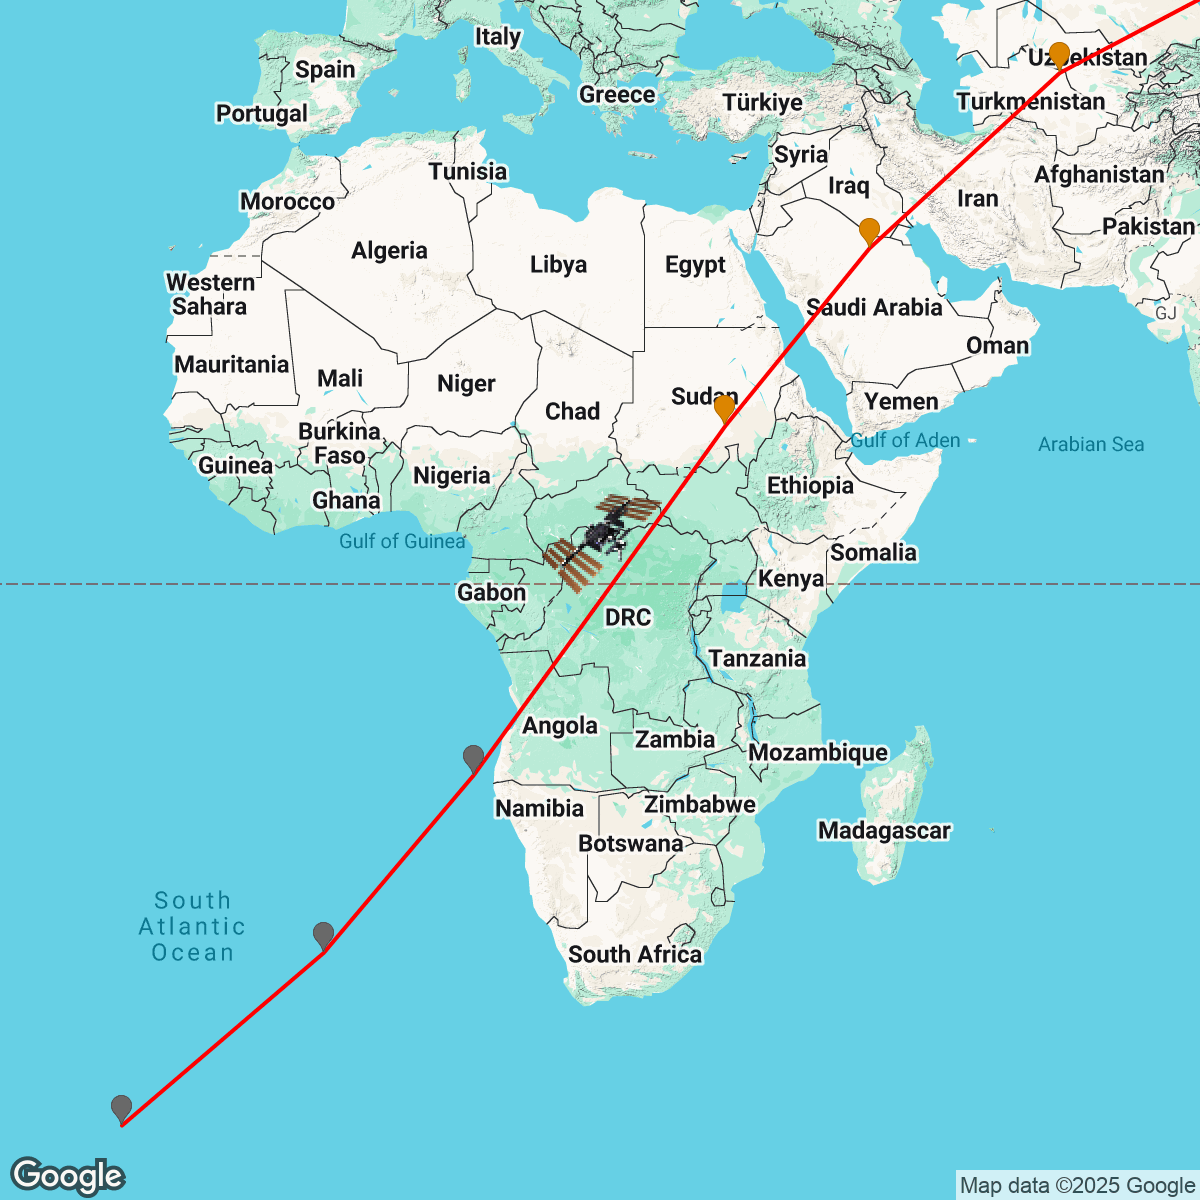 Italy
Spain
Portugal
Greece
Türkiye
Uzbekistan
Turkmenistan
Syria
Iraq
Iran
Afghanistan
Pakistan
Tunisia
Morocco
Algeria
Libya
Egypt
Western
Sahara
Saudi Arabia
GJ
Oman
Mauritania
Mali
Niger
Chad
Sudan
Yemen
Gulf of Aden
Arabian Sea
Burkina
Faso
Guinea
Ghana
Nigeria
Ethiopia
Gulf of Guinea
Somalia
Gabon
Kenya
DRC
Tanzania
Angola
Zambia
Mozambique
Namibia
Zimbabwe
Botswana
Madagascar
South
Atlantic
Ocean
South Africa
Google
Map data ©2025 Google